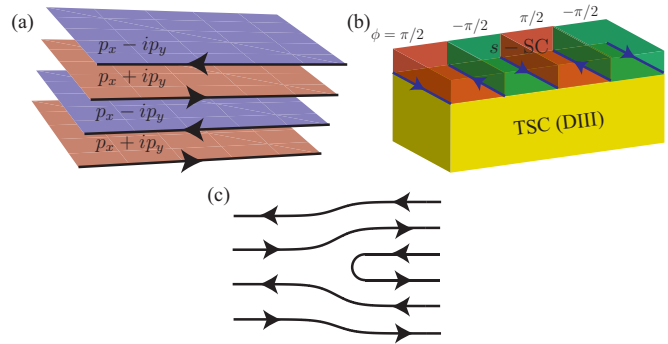 (a)
p_x − ip_y
p_x + ip_y
p_x − ip_y
p_x + ip_y
(b)
ϕ = π/2 −π/2 π/2 −π/2
s − SC
TSC (DIII)
(c)